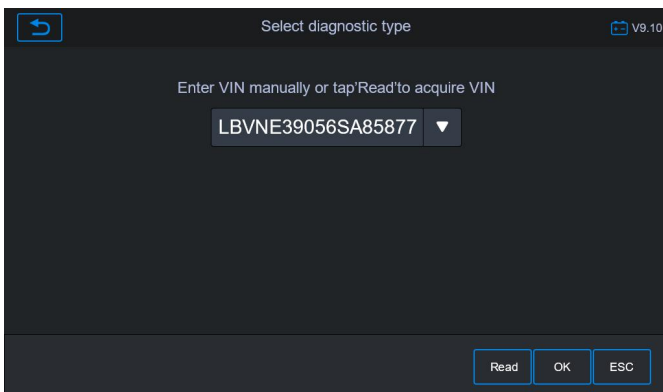 Select diagnostic type
V9.10
Enter VIN manually or tap'Read'to acquire VIN
LBVNE39056SA85877
Read
OK
ESC